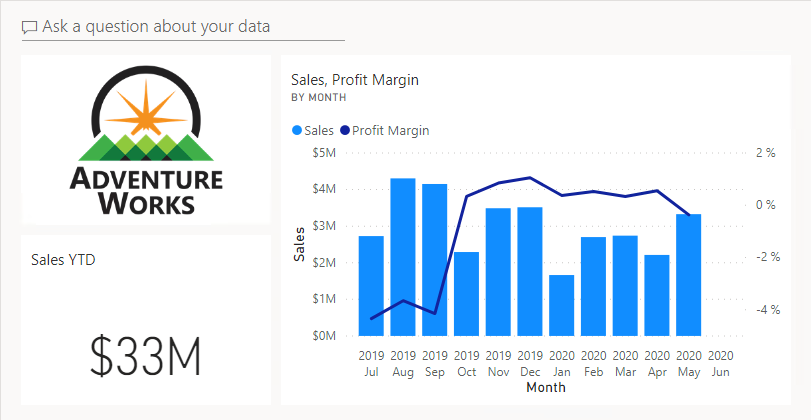 Ask a question about your data
ADVENTURE
WORKS
Sales YTD
$33M
Sales, Profit Margin
BY MONTH
Sales Profit Margin
$5M
$4M
$3M
$2M
$1M
$0M
Sales
2 %
0 %
-2 %
-4 %
2019 2019 2019 2019 2019 2019 2020 2020 2020 2020 2020 2020
Jul Aug Sep Oct Nov Dec Jan Feb Mar Apr May Jun
Month